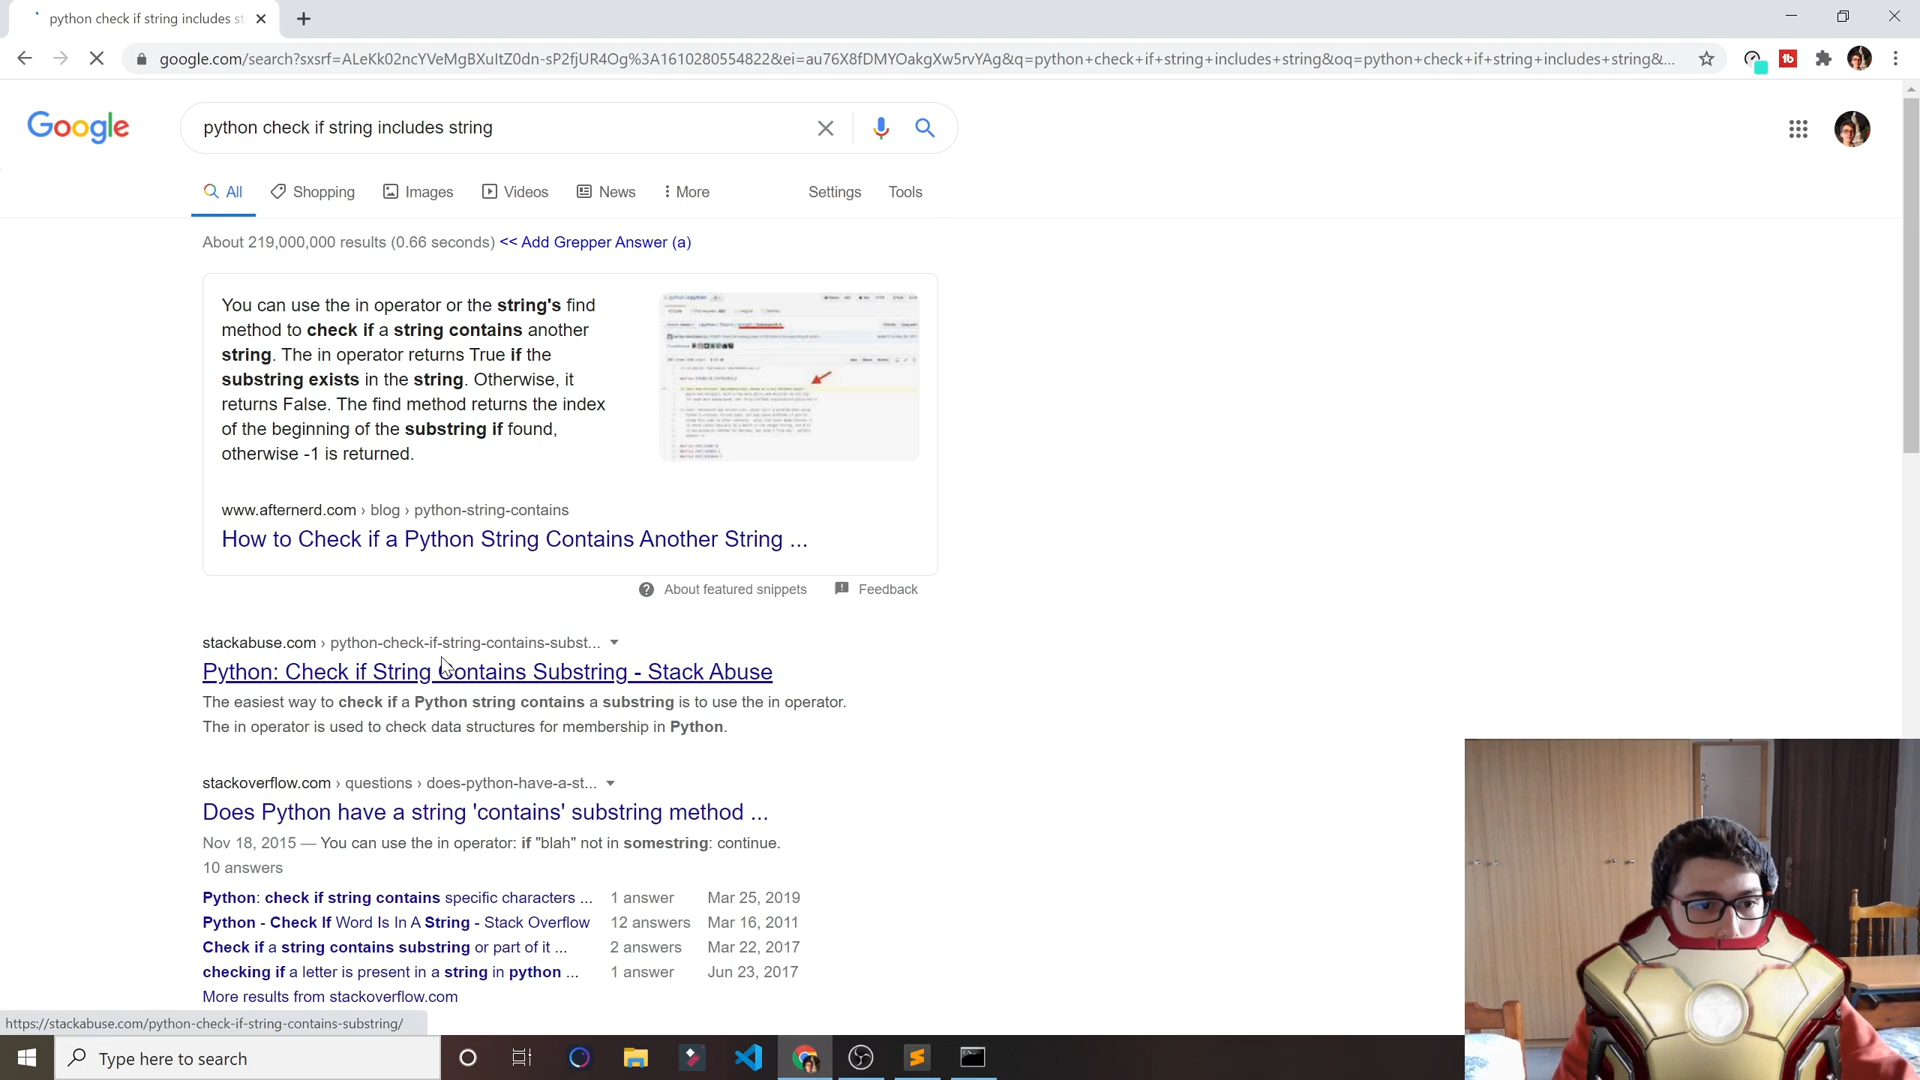 python check if string includes st
google.com/search?sxsrf=ALeKk02ncYVeMgBXuItZ0dn-sP2fjUR4Og%3A1610280554822&ei=au76X8fDMYOakgXw5rvYAg&q=python+check+if+string+includes+string&oq=python+check+if+string+includes+string&...
Google
python check if string includes string
All
Shopping
Images
Videos
News
More
Settings
Tools
About 219,000,000 results (0.66 seconds) << Add Grepper Answer (a)
You can use the in operator or the string's find
method to check if a string contains another
string. The in operator returns True if the
substring exists in the string. Otherwise, it
returns False. The find method returns the index
of the beginning of the substring if found,
otherwise -1 is returned.
www.afternerd.com › blog › python-string-contains
How to Check if a Python String Contains Another String ...
About featured snippets
Feedback
stackabuse.com › python-check-if-string-contains-subst...
Python: Check if String Contains Substring - Stack Abuse
The easiest way to check if a Python string contains a substring is to use the in operator.
The in operator is used to check data structures for membership in Python.
stackoverflow.com › questions › does-python-have-a-st...
Does Python have a string 'contains' substring method ...
Nov 18, 2015 — You can use the in operator: if "blah" not in somestring: continue.
10 answers
Python: check if string contains specific characters ... 1 answer Mar 25, 2019
Python - Check If Word Is In A String - Stack Overflow 12 answers Mar 16, 2011
Check if a string contains substring or part of it ... 2 answers Mar 22, 2017
checking if a letter is present in a string in python ... 1 answer Jun 23, 2017
More results from stackoverflow.com
https://stackabuse.com/python-check-if-string-contains-substring/
Type here to search